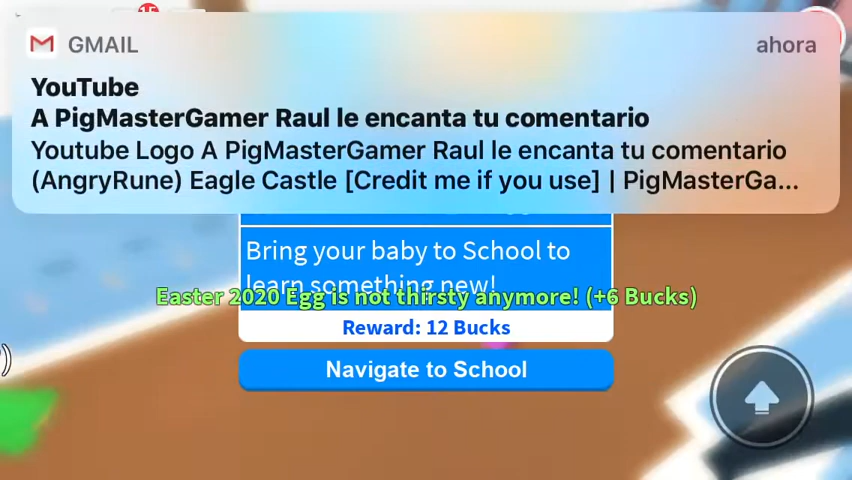 15
GMAIL
ahora
YouTube
A PigMasterGamer Raul le encanta tu comentario
Youtube Logo A PigMasterGamer Raul le encanta tu comentario
(AngryRune) Eagle Castle [Credit me if you use] | PigMasterGa...
Bring your baby to School to
learn something new!
Easter 2020 Egg is not thirsty anymore! (+6 Bucks)
Reward: 12 Bucks
)
Navigate to School